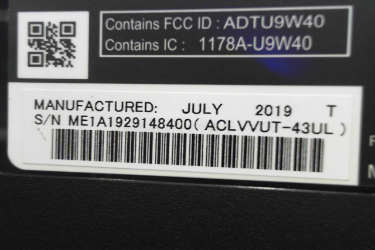 Contains FCC ID : ADTU9W40
Contains IC : 1178A-U9W40
MANUFACTURED: JULY 2019 T
S/N ME1A1929148400( ACLVVUT-43UL )